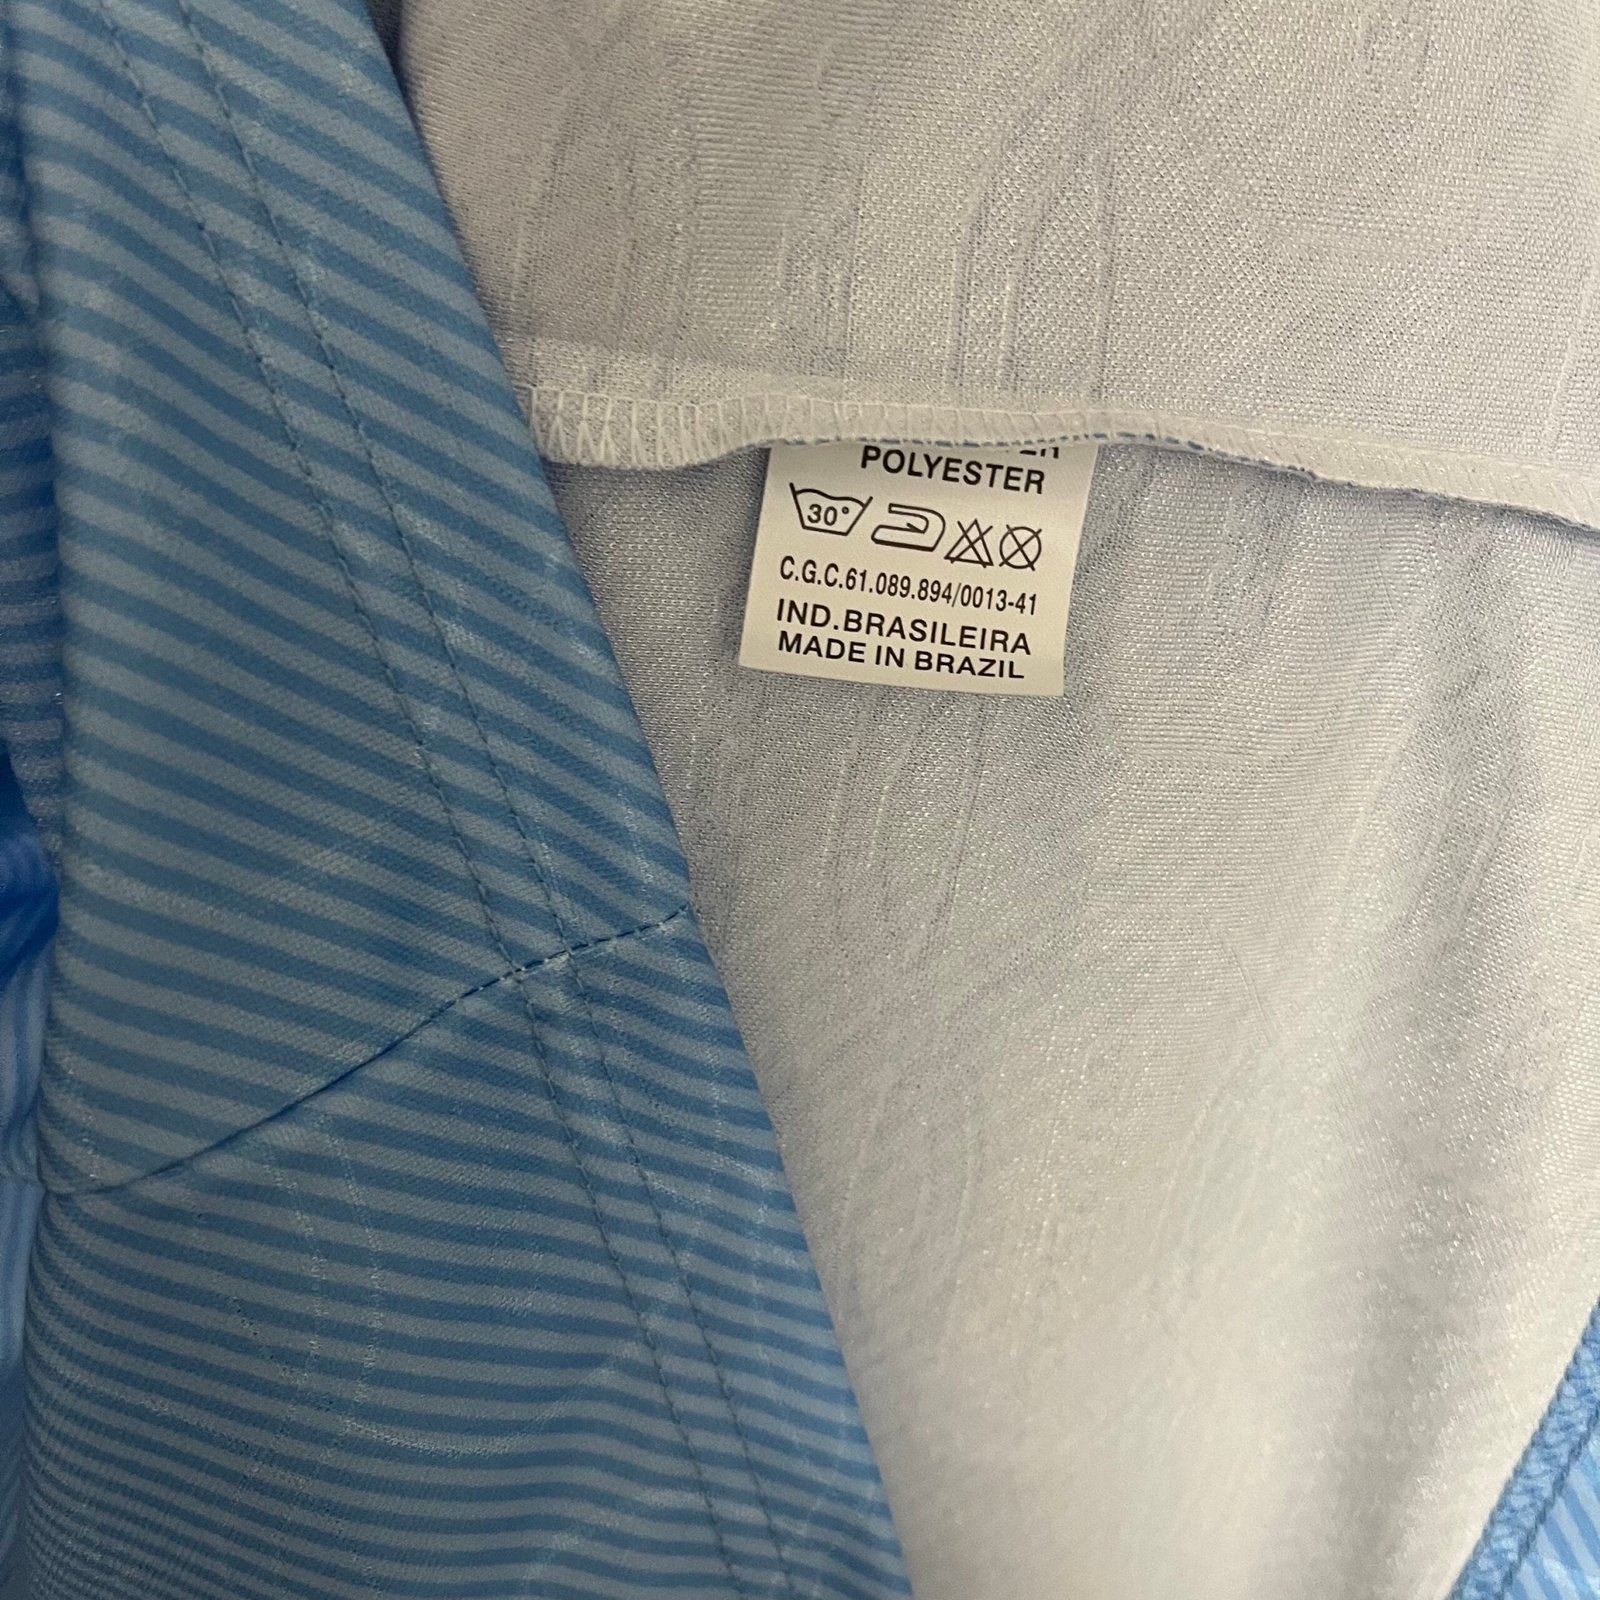 POLYESTER
30°
C.G.C.61.089.894/0013-41
IND.BRASILEIRA
MADE IN BRAZIL